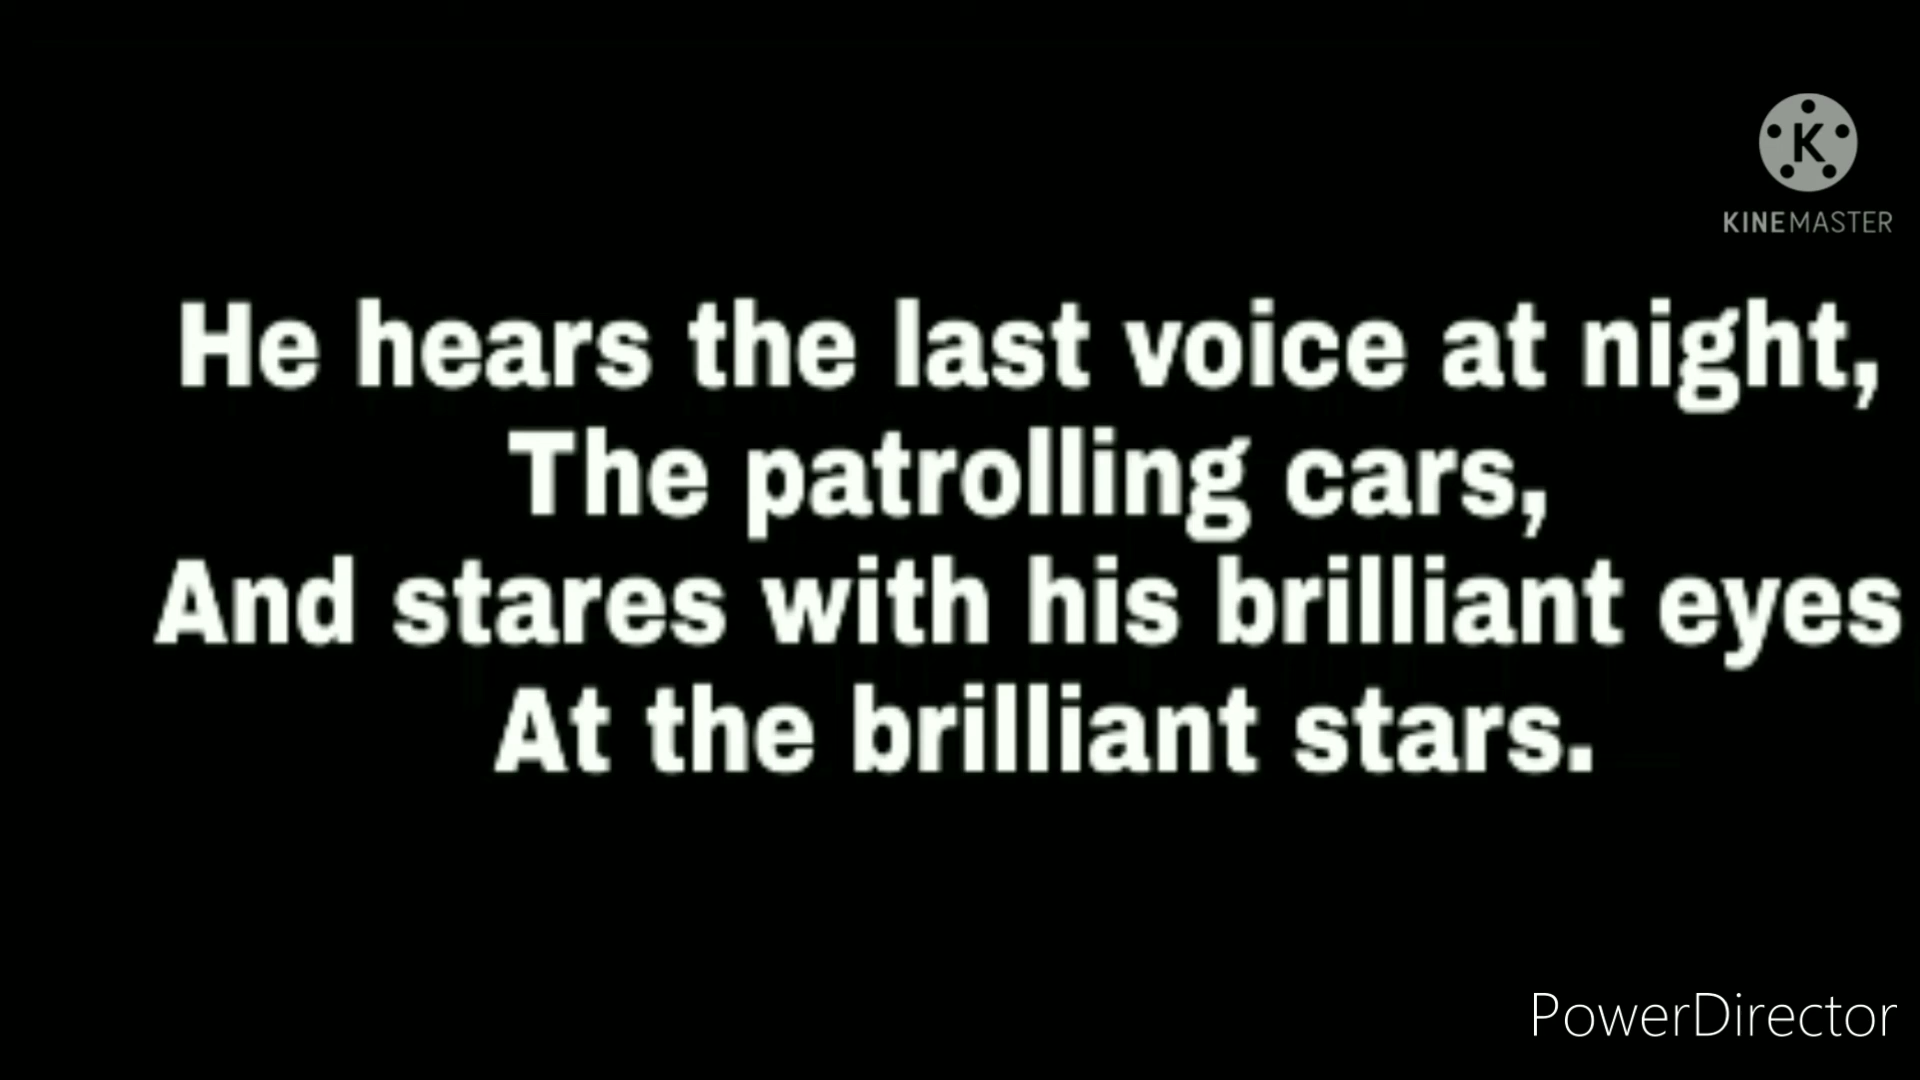 K
KINEMASTER
He hears the last voice at night,
The patrolling cars,
And stares with his brilliant eyes
At the brilliant stars.
PowerDirector